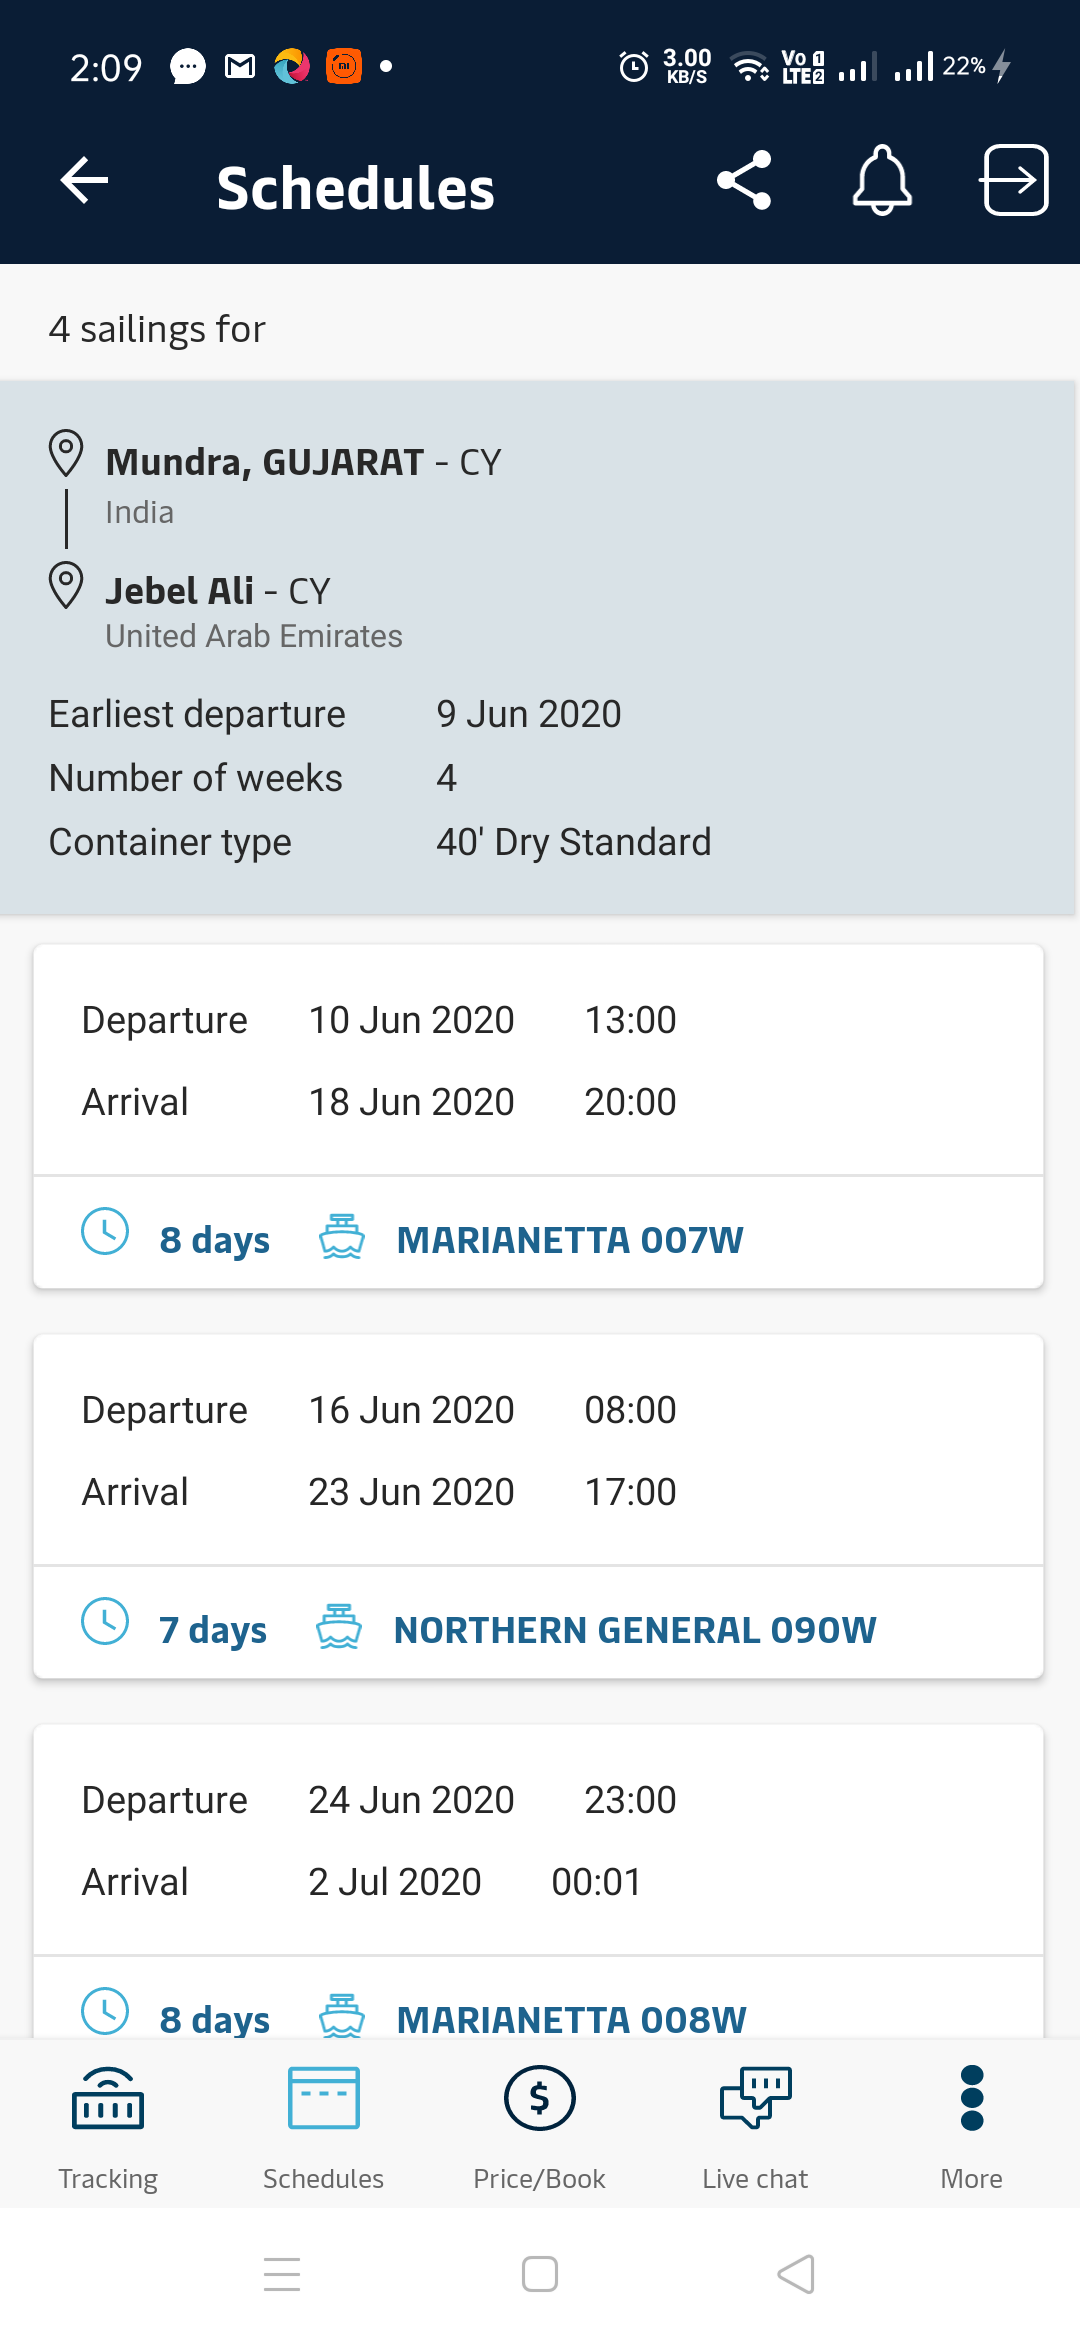 2:09
3.00 KB/S Vo 1 LTE 2 22%
Schedules
4 sailings for
Mundra, GUJARAT - CY
India
Jebel Ali - CY
United Arab Emirates
Earliest departure 9 Jun 2020
Number of weeks 4
Container type 40' Dry Standard
Departure 10 Jun 2020 13:00
Arrival 18 Jun 2020 20:00
8 days MARIANETTA 007W
Departure 16 Jun 2020 08:00
Arrival 23 Jun 2020 17:00
7 days NORTHERN GENERAL 090W
Departure 24 Jun 2020 23:00
Arrival 2 Jul 2020 00:01
8 days MARIANETTA 008W
Tracking Schedules Price/Book Live chat More